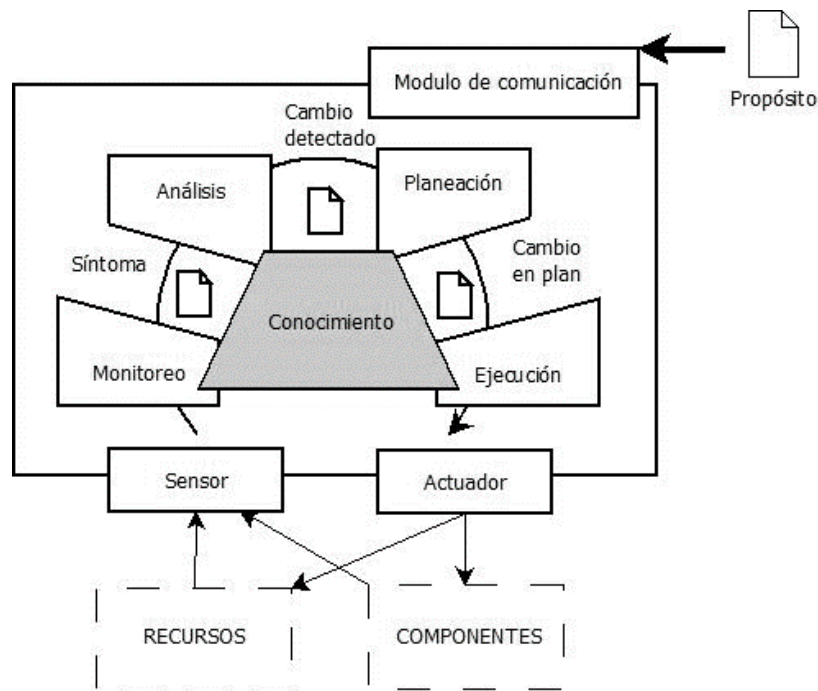 Modulo de comunicación
Propósito
Cambio
detectado
Análisis
Planeación
Síntoma
Cambio
en plan
Conocimiento
Monitoreo
Ejecución
Sensor
Actuador
RECURSOS
COMPONENTES